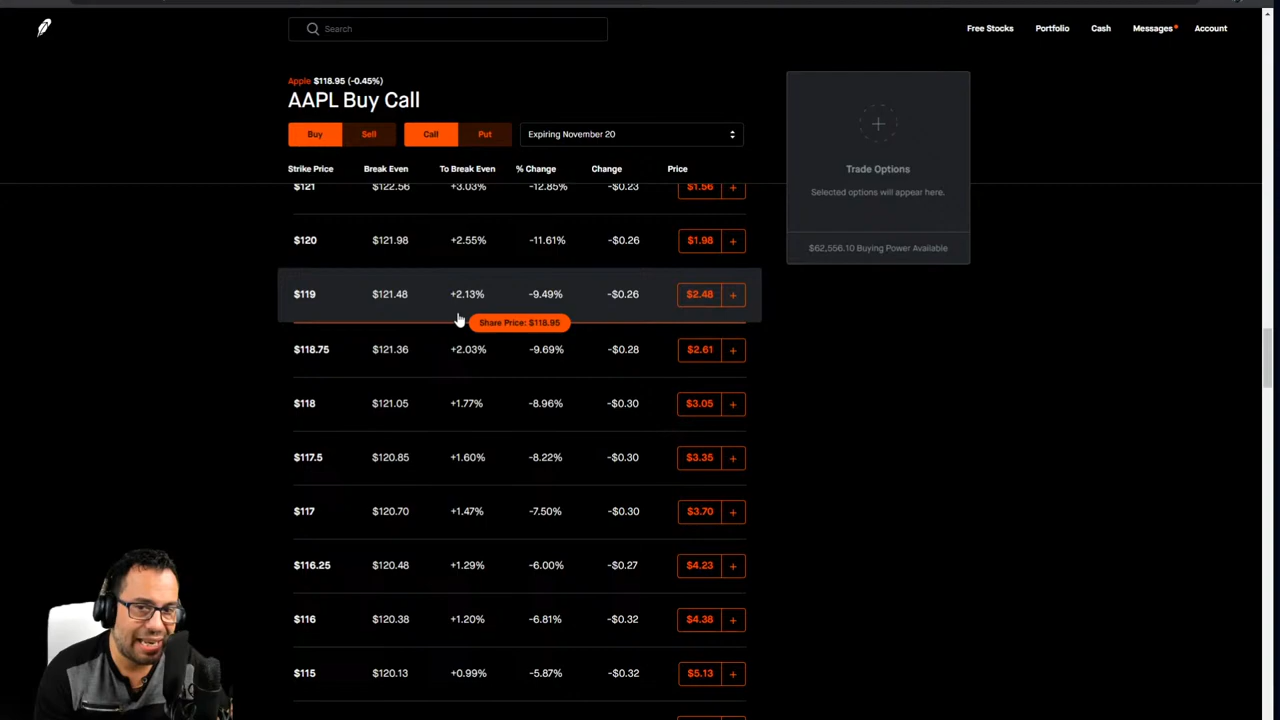 Search
Free Stocks Portfolio Cash Messages Account
Apple $118.95 (-0.45%)
AAPL Buy Call
Buy Sell Call Put Expiring November 20
Strike Price Break Even To Break Even % Change Change Price
$121 $122.56 +3.03% -12.85% -$0.23 $1.56 +
$120 $121.98 +2.55% -11.61% -$0.26 $1.98 +
$119 $121.48 +2.13% -9.49% -$0.26 $2.48 +
Share Price: $118.95
$118.75 $121.36 +2.03% -9.69% -$0.28 $2.61 +
$118 $121.05 +1.77% -8.96% -$0.30 $3.05 +
$117.5 $120.85 +1.60% -8.22% -$0.30 $3.35 +
$117 $120.70 +1.47% -7.50% -$0.30 $3.70 +
$116.25 $120.48 +1.29% -6.00% -$0.27 $4.23 +
$116 $120.38 +1.20% -6.81% -$0.32 $4.38 +
$115 $120.13 +0.99% -5.87% -$0.32 $5.13 +
Trade Options
Selected options will appear here.
$62,556.10 Buying Power Available